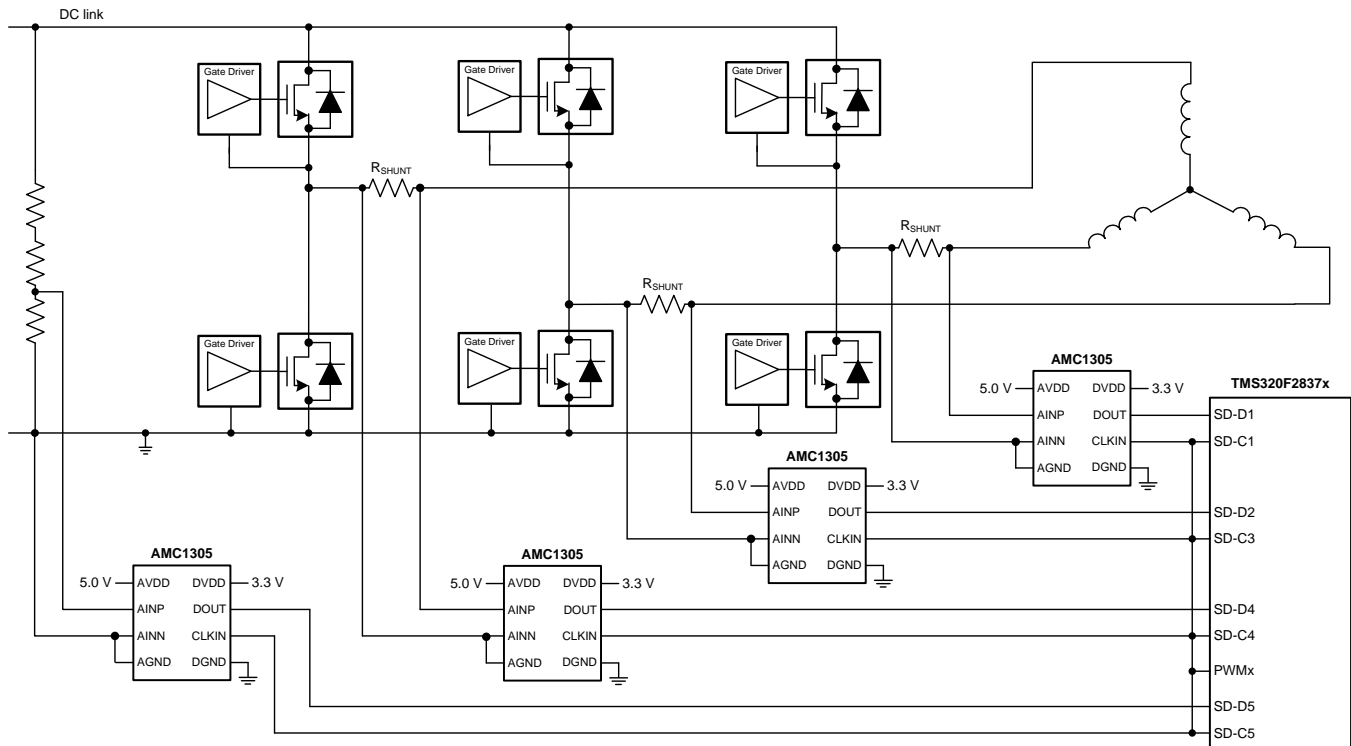 DC link
Gate Driver
Gate Driver
Gate Driver
RSHUNT
RSHUNT
RSHUNT
Gate Driver
Gate Driver
Gate Driver
AMC1305
5.0 V AVDD DVDD 3.3 V
AINP DOUT
AINN CLKIN
AGND DGND
AMC1305
5.0 V AVDD DVDD 3.3 V
AINP DOUT
AINN CLKIN
AGND DGND
AMC1305
5.0 V AVDD DVDD 3.3 V
AINP DOUT
AINN CLKIN
AGND DGND
AMC1305
5.0 V AVDD DVDD 3.3 V
AINP DOUT
AINN CLKIN
AGND DGND
TMS320F2837x
SD-D1
SD-C1
SD-D2
SD-C3
SD-D4
SD-C4
PWMx
SD-D5
SD-C5